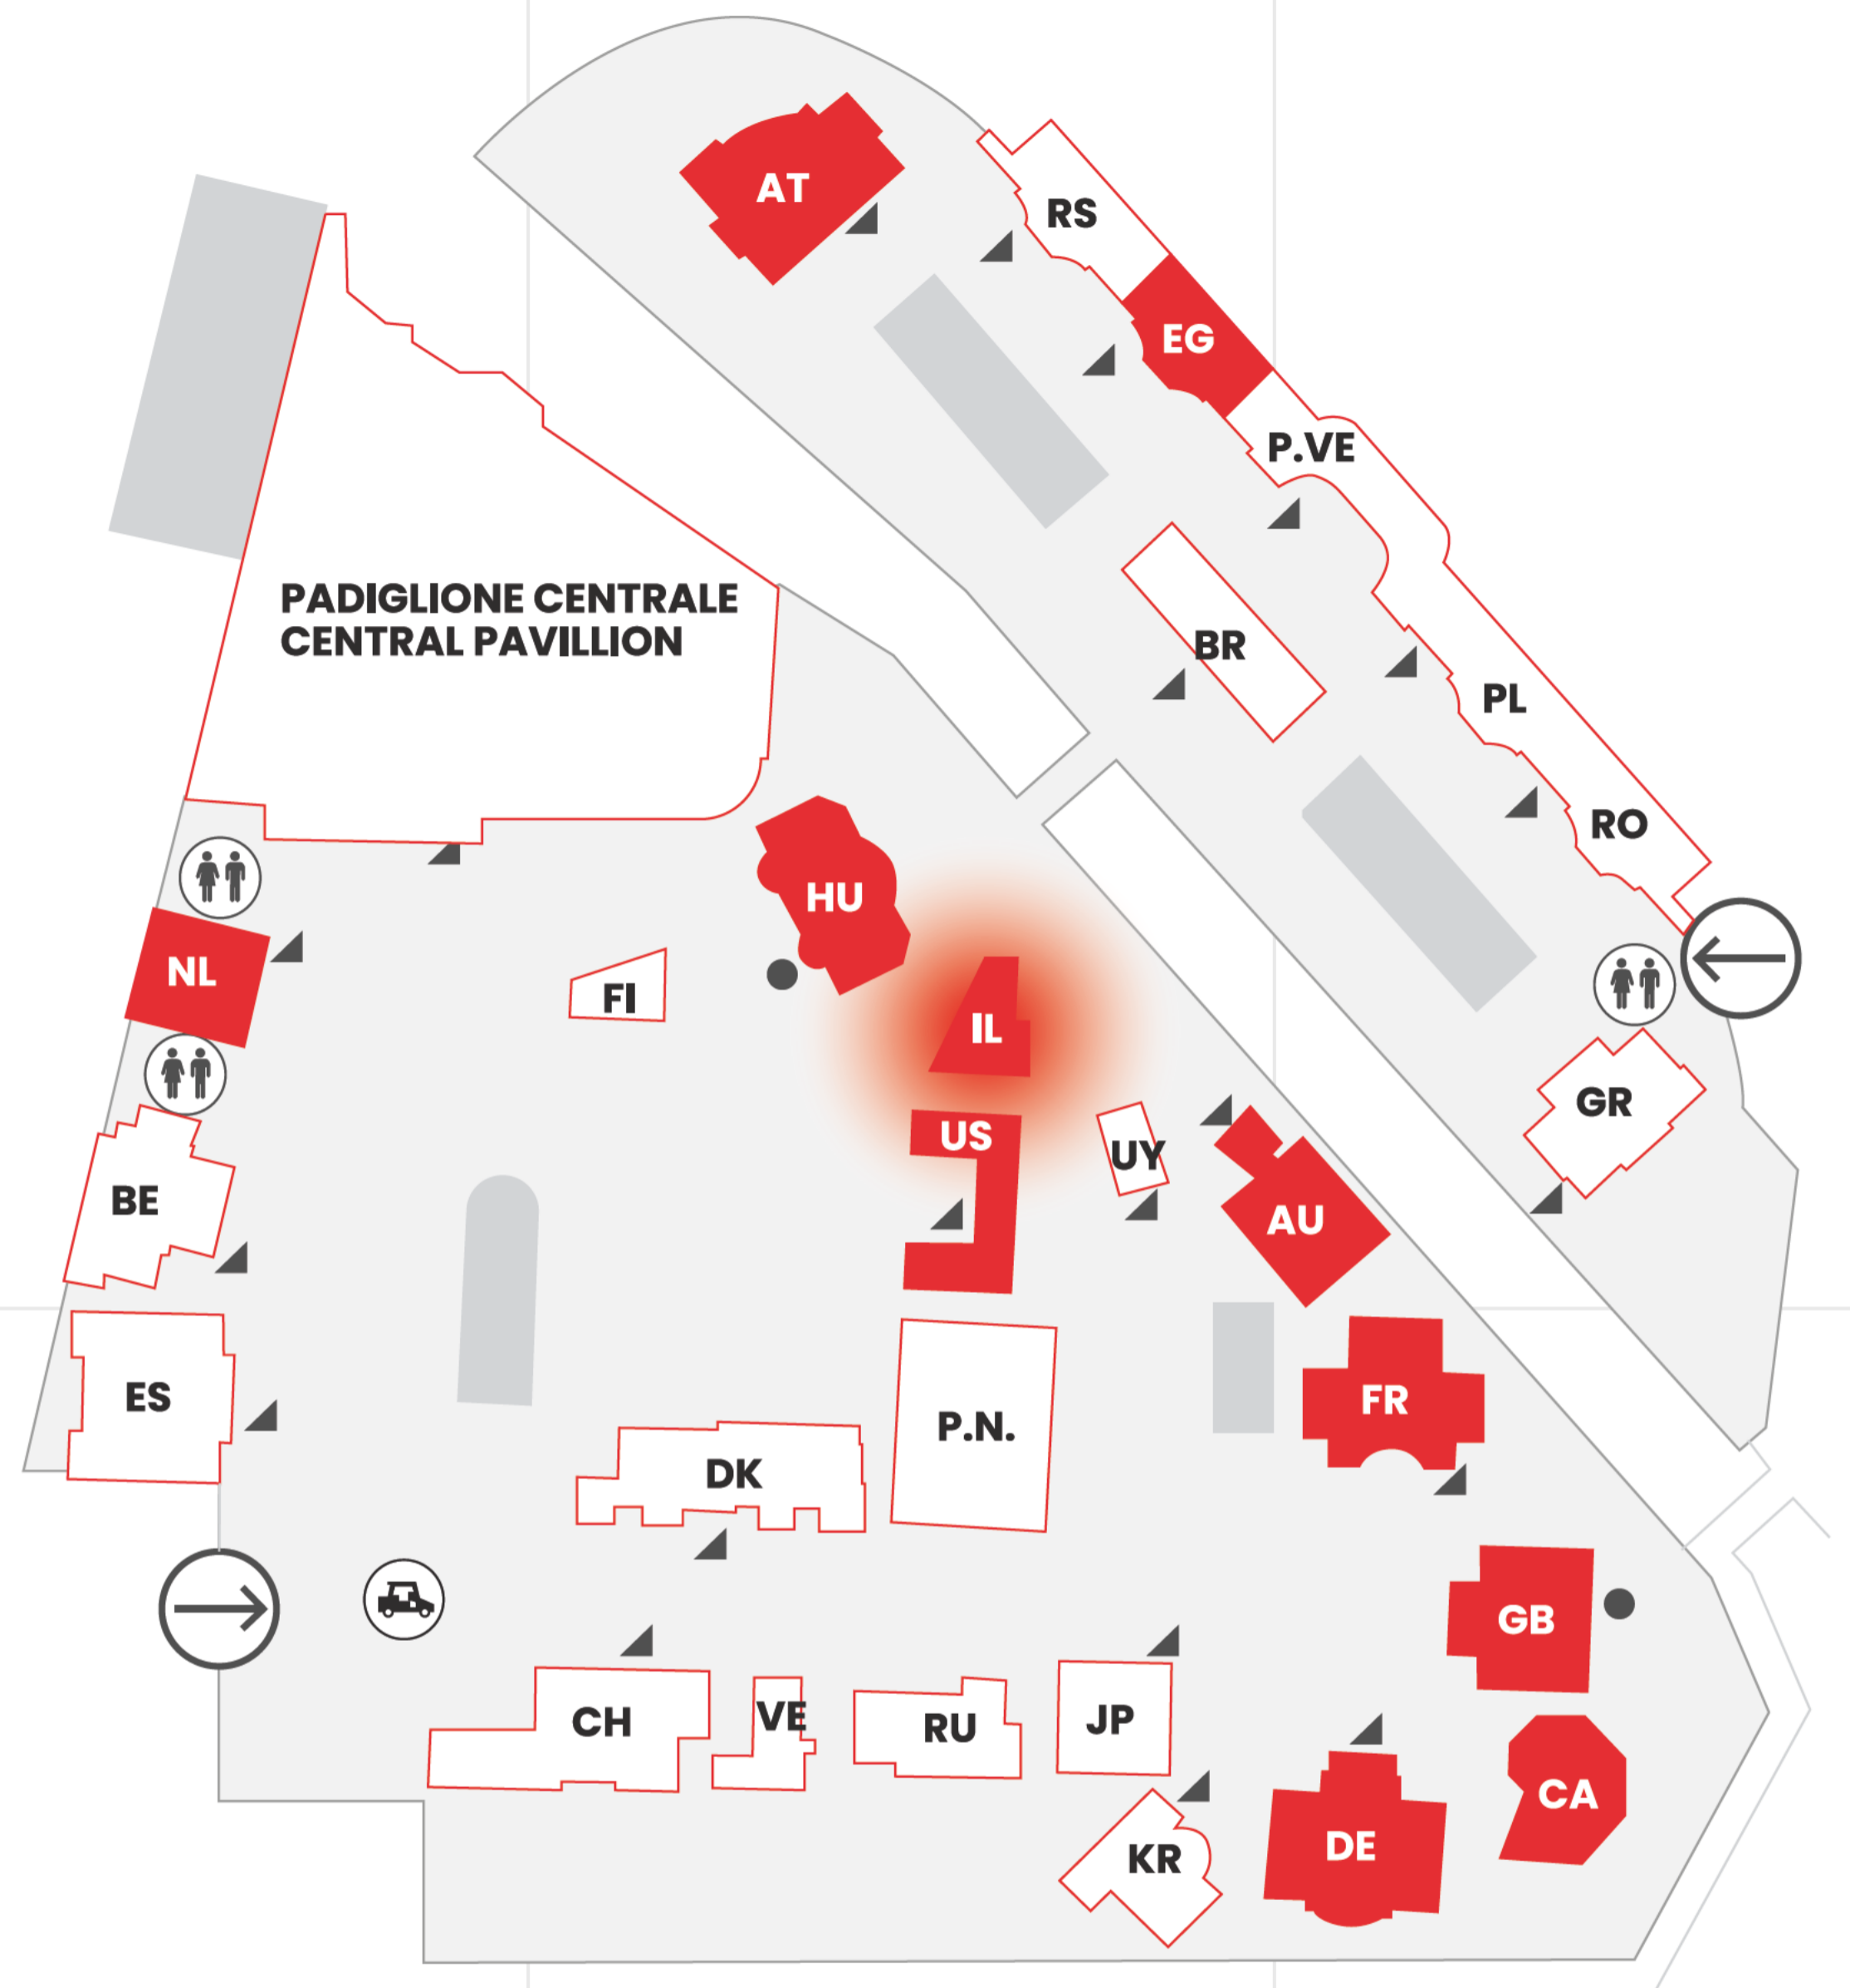 AT
RS
EG
P.VE
PADIGLIONE CENTRALE
CENTRAL PAVILLION
BR
PL
RO
HU
NL
FI
IL
GR
US
UY
BE
AU
ES
FR
P.N.
DK
GB
CH
VE
RU
JP
CA
DE
KR